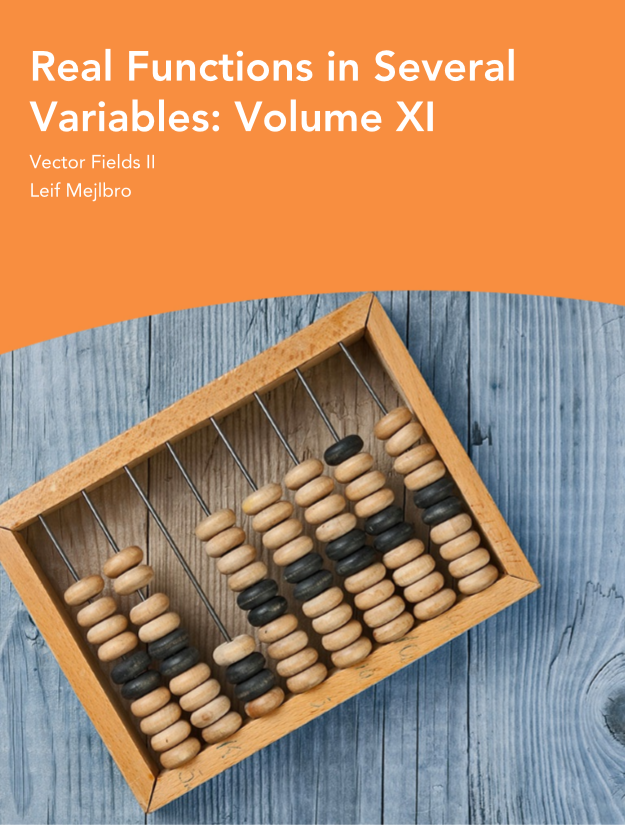 Real Functions in Several
Variables: Volume XI
Vector Fields II
Leif Mejlbro